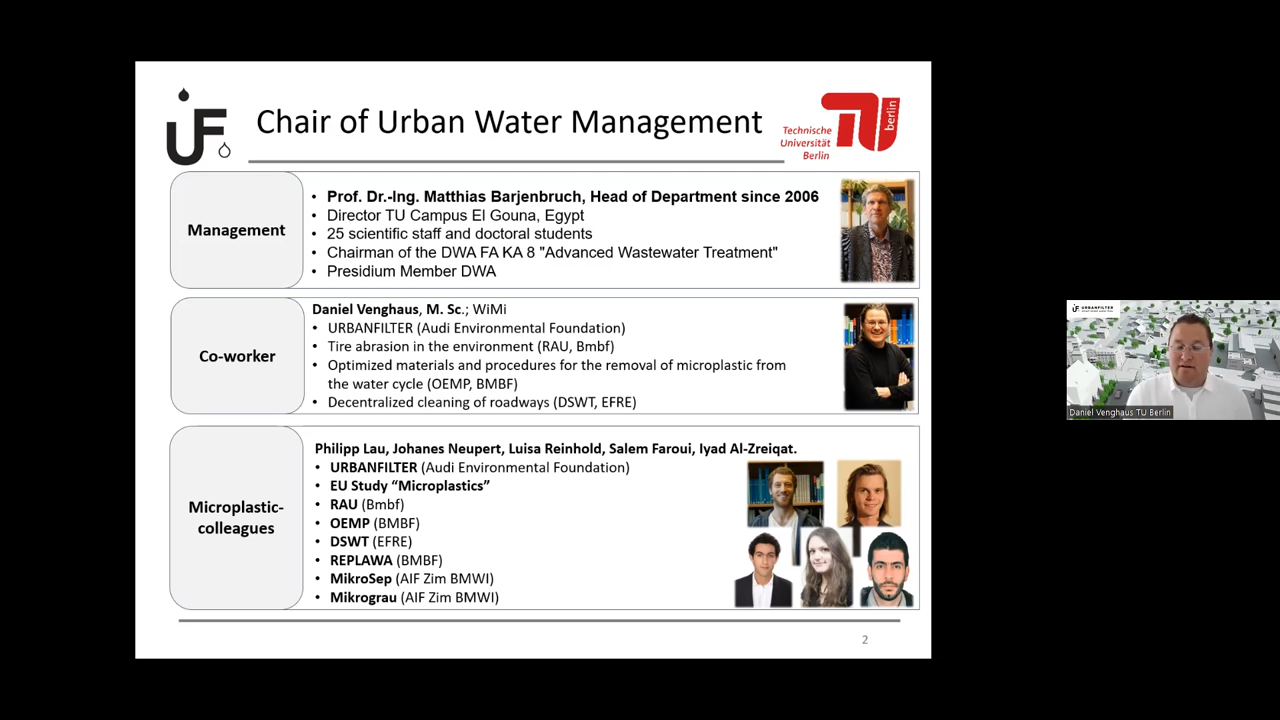 UF
Chair of Urban Water Management
Technische
Universität
Berlin
berlin
Management
• Prof. Dr.-Ing. Matthias Barjenbruch, Head of Department since 2006
• Director TU Campus El Gouna, Egypt
• 25 scientific staff and doctoral students
• Chairman of the DWA FA KA 8 "Advanced Wastewater Treatment"
• Presidium Member DWA
Co-worker
Daniel Venghaus, M. Sc.; WiMi
• URBANFILTER (Audi Environmental Foundation)
• Tire abrasion in the environment (RAU, Bmbf)
• Optimized materials and procedures for the removal of microplastic from
the water cycle (OEMP, BMBF)
• Decentralized cleaning of roadways (DSWT, EFRE)
Microplastic-
colleagues
Philipp Lau, Johanes Neupert, Luisa Reinhold, Salem Faroui, Iyad Al-Zreiqat.
• URBANFILTER (Audi Environmental Foundation)
• EU Study “Microplastics”
• RAU (Bmbf)
• OEMP (BMBF)
• DSWT (EFRE)
• REPLAWA (BMBF)
• MikroSep (AIF Zim BMWI)
• Mikrograu (AIF Zim BMWI)
2
UF URBANFILTER
Daniel Venghaus TU Berlin